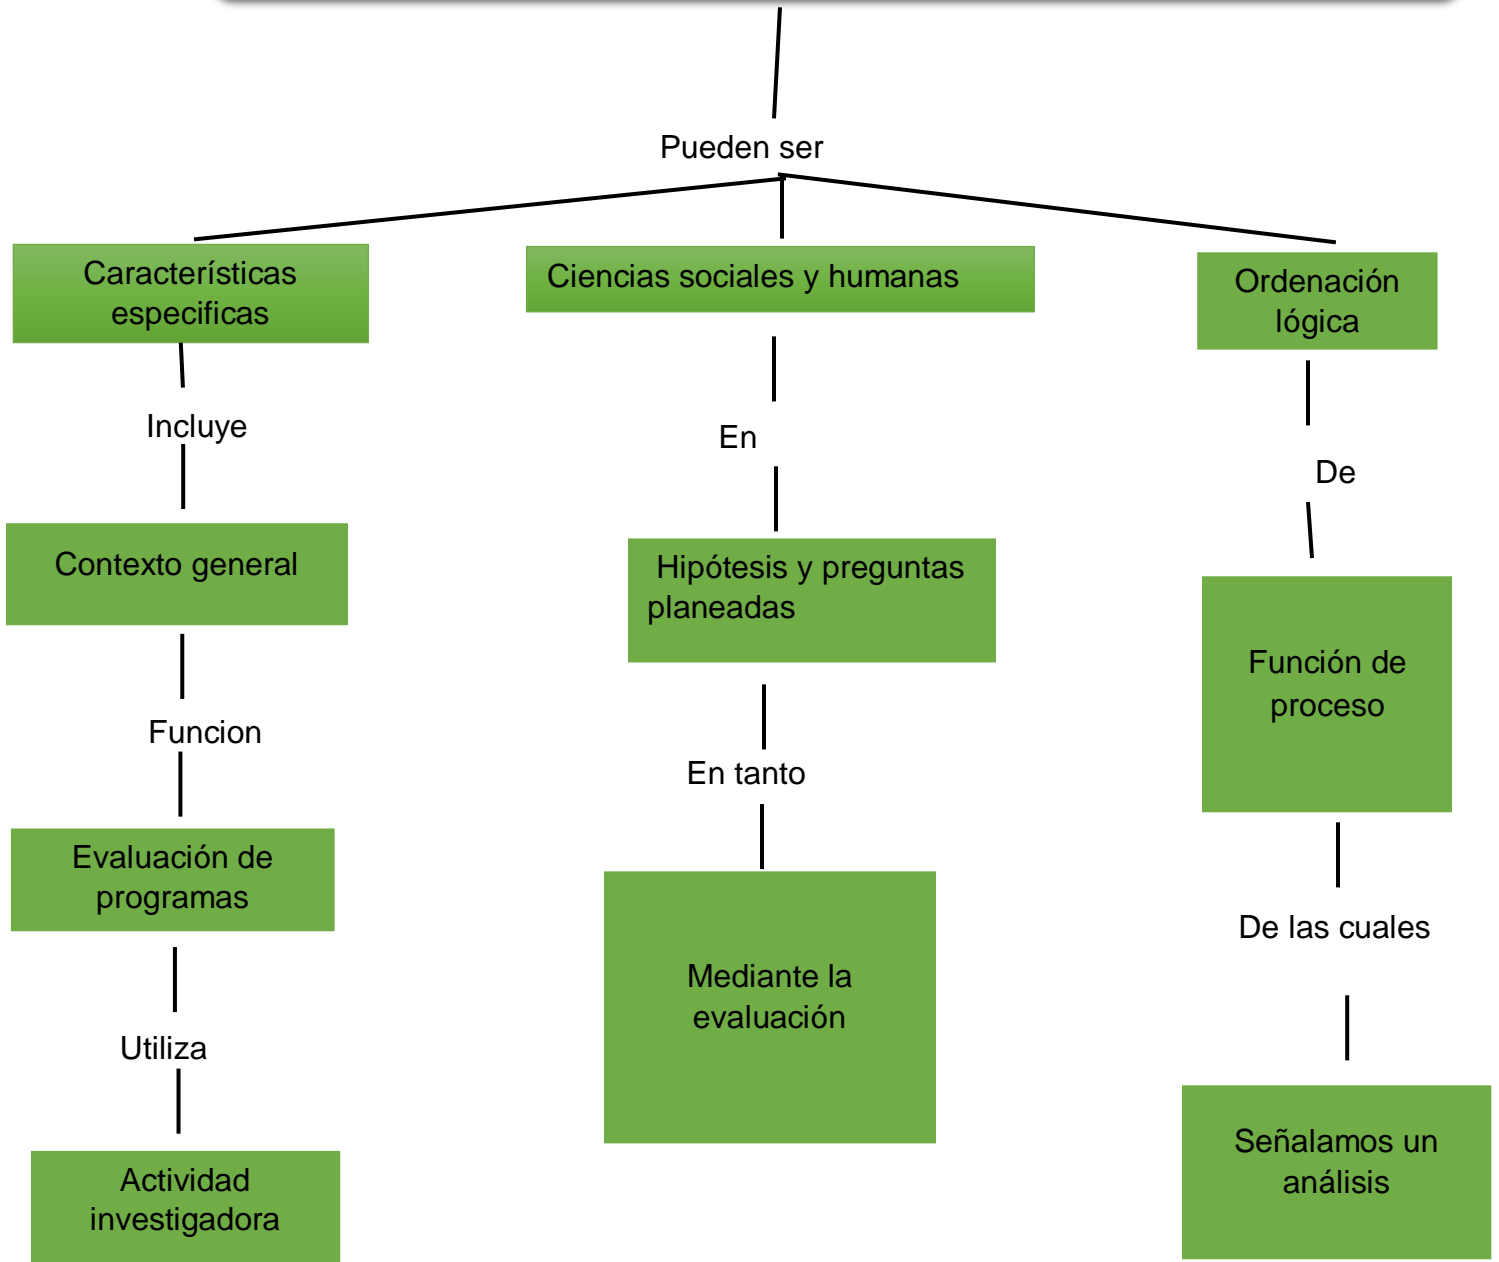 Pueden ser
Características
especificas
Ciencias sociales y humanas
Ordenación
lógica
Incluye
En
De
Contexto general
Hipótesis y preguntas
planeadas
Función de
proceso
Funcion
En tanto
Evaluación de
programas
Mediante la
evaluación
De las cuales
Utiliza
Señalamos un
análisis
Actividad
investigadora